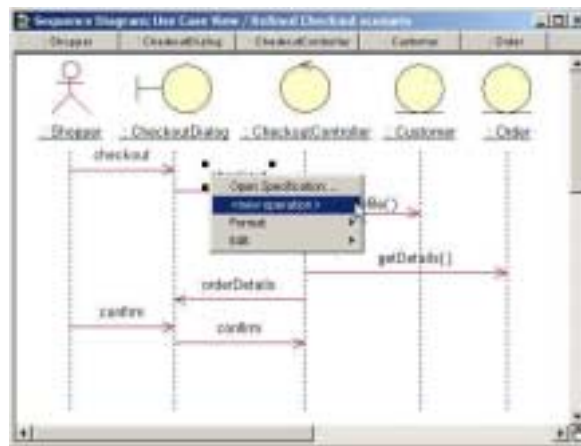 Sequence Diagram: Use Case View / Refined Checkout scenario
Shopper CheckoutDialog CheckoutController Customer Order
: Shopper : CheckoutDialog : CheckoutController : Customer : Order
checkout
Open Specification...
<new operation>
Format
Edit
getDetails( )
orderDetails
confirm
confirm